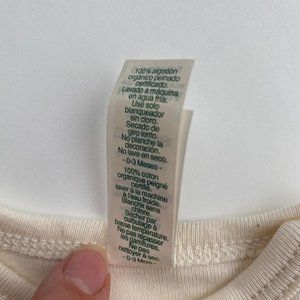 100% algodón
orgánico peinado
certificado.
Lavado a máquina
en agua fría.
Use solo
blanqueador
sin cloro.
Secado de
giro lento.
No planche la
decoración.
No lave en seco.
- 0-3 Meses -
100% coton
organique peigné
certifié.
laver à la machine
à l'eau froide.
Blanchir sans
chlore.
Sécher par
culbutage à
basse température.
Ne pas repasser
les garnitures.
Ne pas
nettoyer à sec.
- 0-3 Mois -